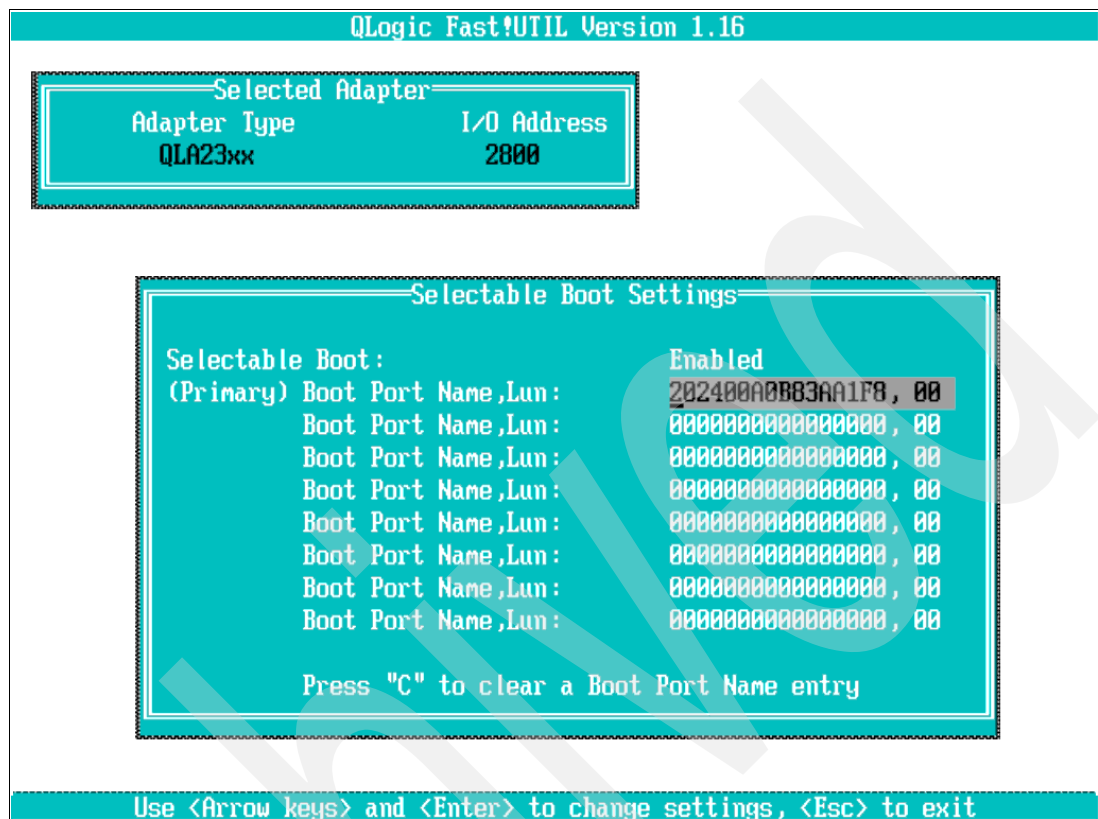 QLogic Fast!UTIL Version 1.16
Selected Adapter
Adapter Type I/O Address
QLA23xx 2800
Selectable Boot Settings
Selectable Boot: Enabled
(Primary) Boot Port Name,Lun: 202400A0B83AA1F8, 00
Boot Port Name,Lun: 0000000000000000, 00
Boot Port Name,Lun: 0000000000000000, 00
Boot Port Name,Lun: 0000000000000000, 00
Boot Port Name,Lun: 0000000000000000, 00
Boot Port Name,Lun: 0000000000000000, 00
Boot Port Name,Lun: 0000000000000000, 00
Boot Port Name,Lun: 0000000000000000, 00
Press "C" to clear a Boot Port Name entry
Use <Arrow keys> and <Enter> to change settings, <Esc> to exit